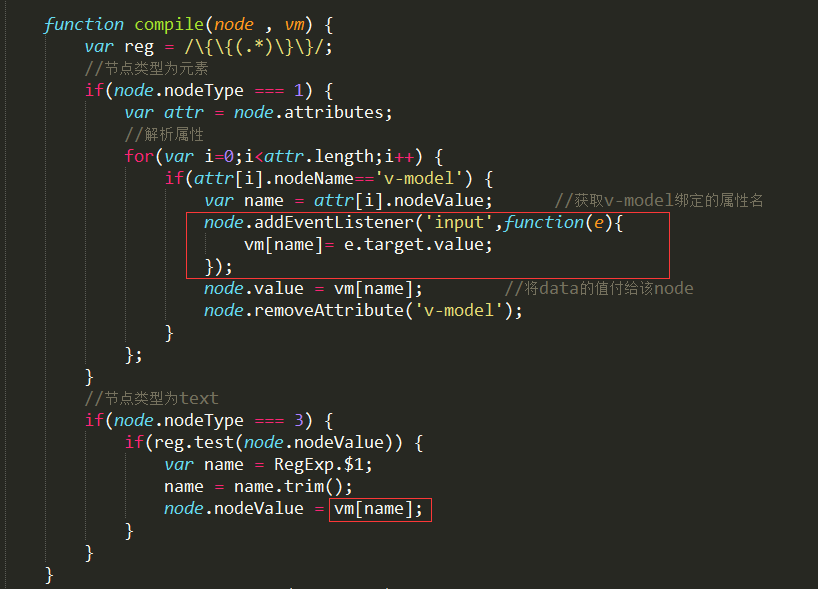 function compile(node , vm) {
var reg = /\{\{(.*)\}\}/;
//节点类型为元素
if(node.nodeType === 1) {
var attr = node.attributes;
//解析属性
for(var i=0;i<attr.length;i++) {
if(attr[i].nodeName=='v-model') {
var name = attr[i].nodeValue; //获取v-model绑定的属性名
node.addEventListener('input',function(e){
vm[name]= e.target.value;
});
node.value = vm[name]; //将data的值付给该node
node.removeAttribute('v-model');
}
};
}
//节点类型为text
if(node.nodeType === 3) {
if(reg.test(node.nodeValue)) {
var name = RegExp.$1;
name = name.trim();
node.nodeValue = vm[name];
}
}
}